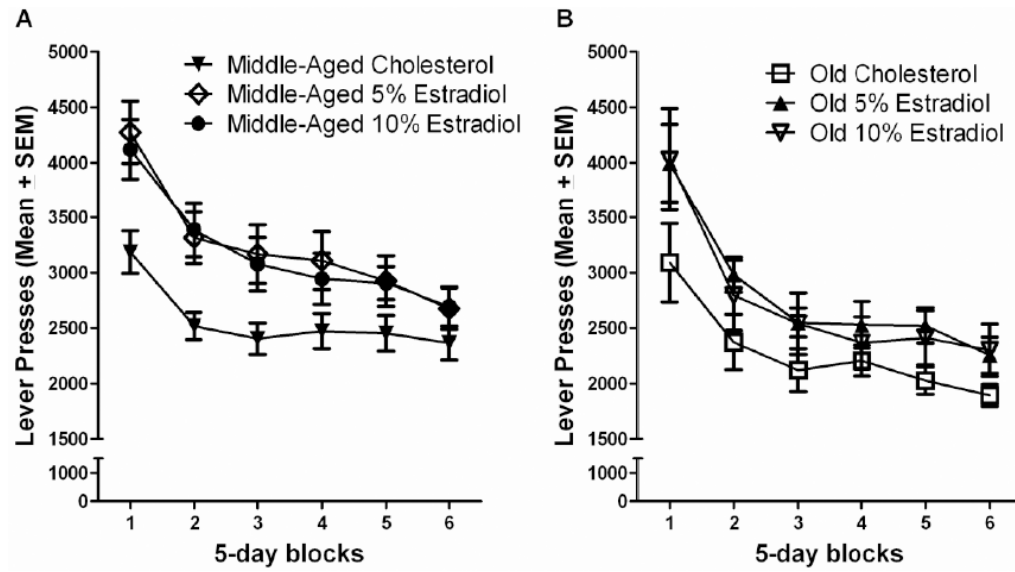 A
Lever Presses (Mean ± SEM)
5000
4500
4000
3500
3000
2500
2000
1500
1000
0
Middle-Aged Cholesterol
Middle-Aged 5% Estradiol
Middle-Aged 10% Estradiol
1 2 3 4 5 6
5-day blocks
B
Lever Presses (Mean ± SEM)
5000
4500
4000
3500
3000
2500
2000
1500
1000
0
Old Cholesterol
Old 5% Estradiol
Old 10% Estradiol
1 2 3 4 5 6
5-day blocks